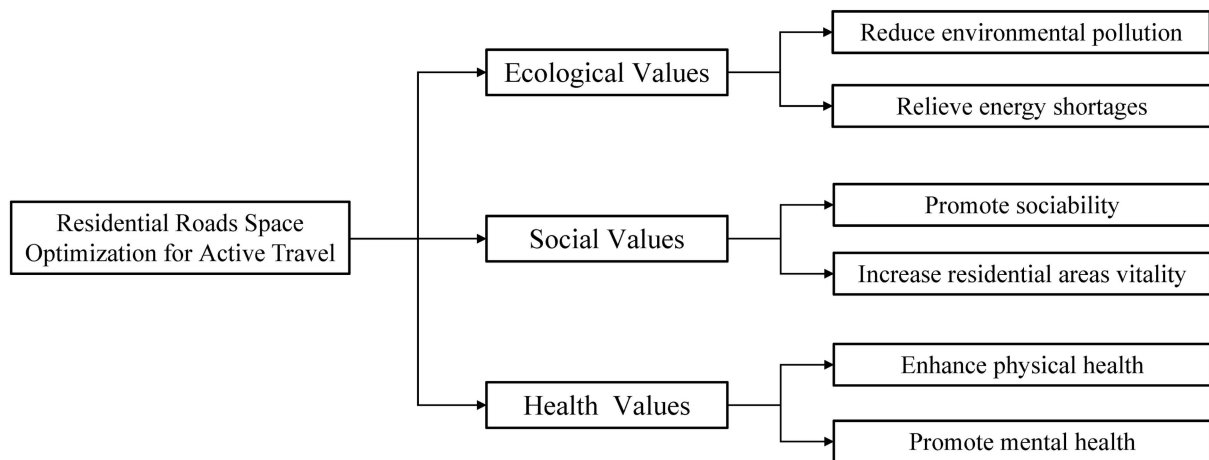 Residential Roads Space
Optimization for Active Travel
Ecological Values
Reduce environmental pollution
Relieve energy shortages
Social Values
Promote sociability
Increase residential areas vitality
Health Values
Enhance physical health
Promote mental health